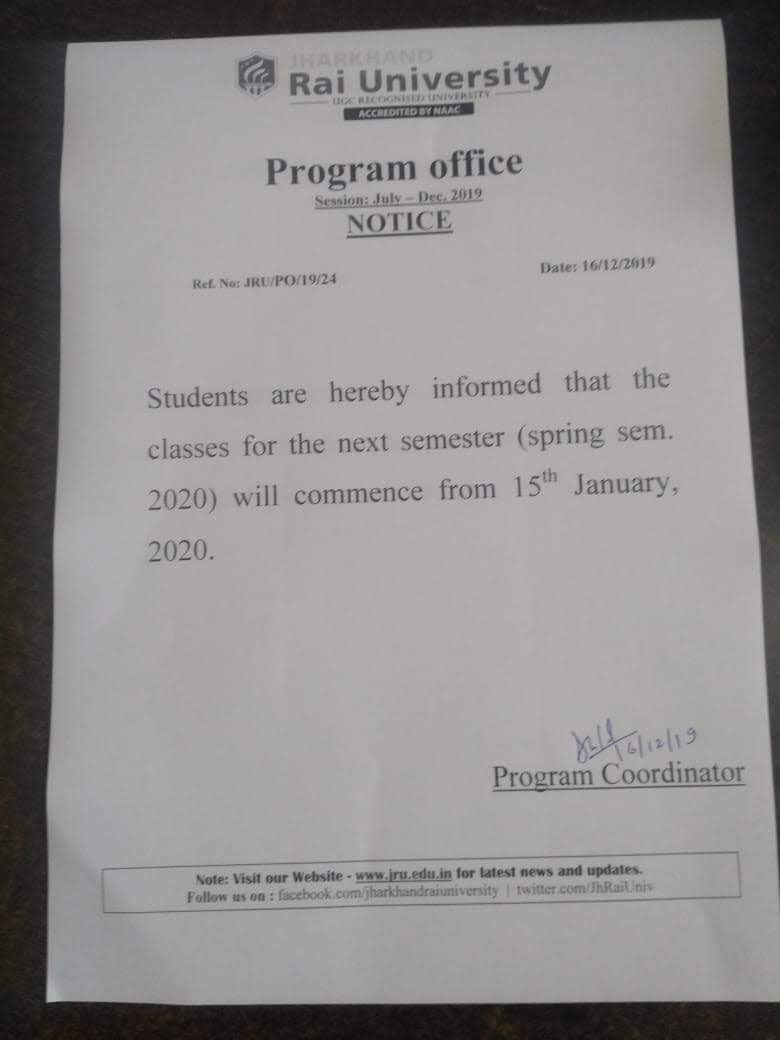 JHARKHAND
Rai University
UGC RECOGNISED UNIVERSITY
ACCREDITED BY NAAC
Program office
Session: July – Dec. 2019
NOTICE
Ref. No: JRU/PO/19/24
Date: 16/12/2019
Students are hereby informed that the
classes for the next semester (spring sem.
2020) will commence from 15th January,
2020.
16/12/19
Program Coordinator
Note: Visit our Website - www.jru.edu.in for latest news and updates.
Follow us on : facebook.com/jharkhandraiuniversity | twitter.com/JhRaiUniv